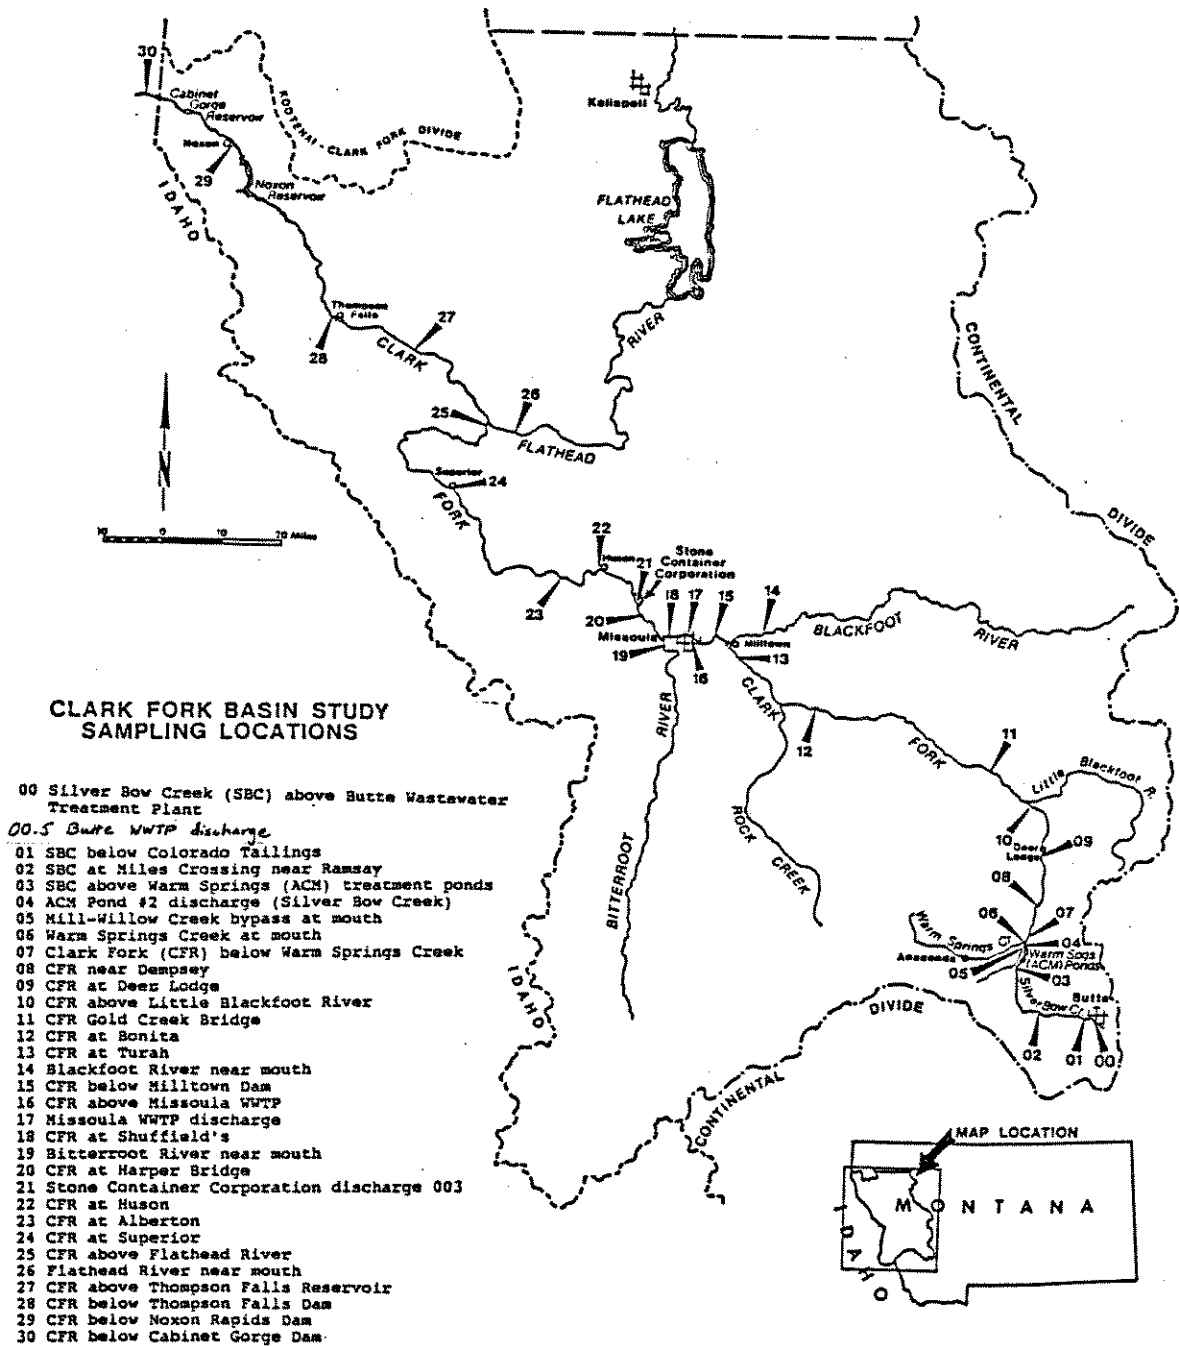 30
Cabinet
Gorge
Reservoir
KOOTENAI - CLARK FORK DIVIDE
Noxon
29
Noxon
Reservoir
IDAHO
Kalispell
FLATHEAD
LAKE
Thompson
Falls
27
28
CLARK
RIVER
CONTINENTAL
26
25
FLATHEAD
N
Superior
24
FORK
DIVIDE
10 0 10 20 Miles
22
Huson
21
Stone
Container
Corporation
23
20
18 17 15 14
BLACKFOOT
RIVER
Missoula
Milltown
19
16
13
CLARK
RIVER
12
FORK
11
Little Blackfoot R.
CLARK FORK BASIN STUDY
SAMPLING LOCATIONS
ROCK
CREEK
10
Deer
Lodge
09
BITTERROOT
08
06
07
Warm Springs Cr.
04
Anaconda
05
Warm Spgs
(ACM) Ponds
03
Silver Bow Cr.
Butte
IDAHO
DIVIDE
02
01
00
CONTINENTAL
00 Silver Bow Creek (SBC) above Butte Wastewater
Treatment Plant
00.5 Butte WWTP discharge
01 SBC below Colorado Tailings
02 SBC at Miles Crossing near Ramsay
03 SBC above Warm Springs (ACM) treatment ponds
04 ACM Pond #2 discharge (Silver Bow Creek)
05 Mill-Willow Creek bypass at mouth
06 Warm Springs Creek at mouth
07 Clark Fork (CFR) below Warm Springs Creek
08 CFR near Dempsey
09 CFR at Deer Lodge
10 CFR above Little Blackfoot River
11 CFR Gold Creek Bridge
12 CFR at Bonita
13 CFR at Turah
14 Blackfoot River near mouth
15 CFR below Milltown Dam
16 CFR above Missoula WWTP
17 Missoula WWTP discharge
18 CFR at Shuffield's
19 Bitterroot River near mouth
20 CFR at Harper Bridge
21 Stone Container Corporation discharge 003
22 CFR at Huson
23 CFR at Alberton
24 CFR at Superior
25 CFR above Flathead River
26 Flathead River near mouth
27 CFR above Thompson Falls Reservoir
28 CFR below Thompson Falls Dam
29 CFR below Noxon Rapids Dam
30 CFR below Cabinet Gorge Dam
MAP LOCATION
MONTANA
IDAHO